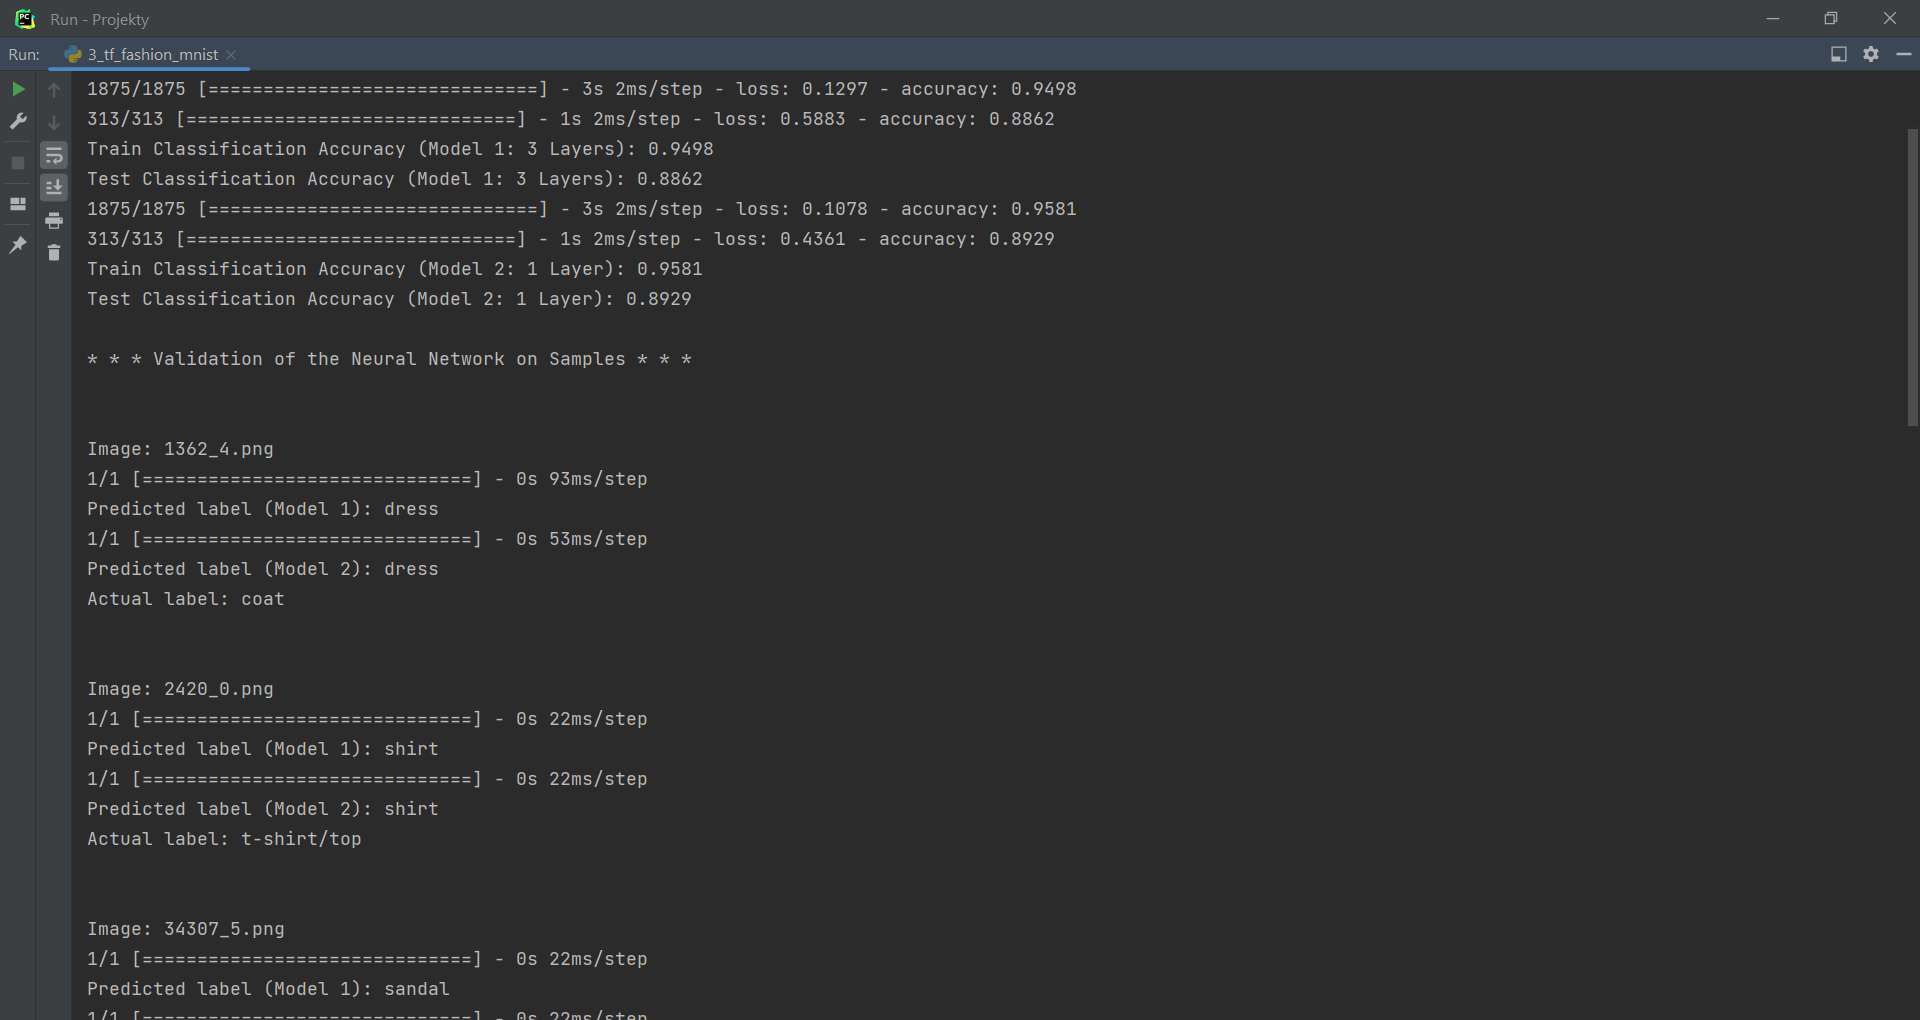 Run - Projekty
Run: 3_tf_fashion_mnist
1875/1875 [==============================] - 3s 2ms/step - loss: 0.1297 - accuracy: 0.9498
313/313 [==============================] - 1s 2ms/step - loss: 0.5883 - accuracy: 0.8862
Train Classification Accuracy (Model 1: 3 Layers): 0.9498
Test Classification Accuracy (Model 1: 3 Layers): 0.8862
1875/1875 [==============================] - 3s 2ms/step - loss: 0.1078 - accuracy: 0.9581
313/313 [==============================] - 1s 2ms/step - loss: 0.4361 - accuracy: 0.8929
Train Classification Accuracy (Model 2: 1 Layer): 0.9581
Test Classification Accuracy (Model 2: 1 Layer): 0.8929
* * * Validation of the Neural Network on Samples * * *
Image: 1362_4.png
1/1 [==============================] - 0s 93ms/step
Predicted label (Model 1): dress
1/1 [==============================] - 0s 53ms/step
Predicted label (Model 2): dress
Actual label: coat
Image: 2420_0.png
1/1 [==============================] - 0s 22ms/step
Predicted label (Model 1): shirt
1/1 [==============================] - 0s 22ms/step
Predicted label (Model 2): shirt
Actual label: t-shirt/top
Image: 34307_5.png
1/1 [==============================] - 0s 22ms/step
Predicted label (Model 1): sandal
1/1 [==============================] - 0s 22ms/step